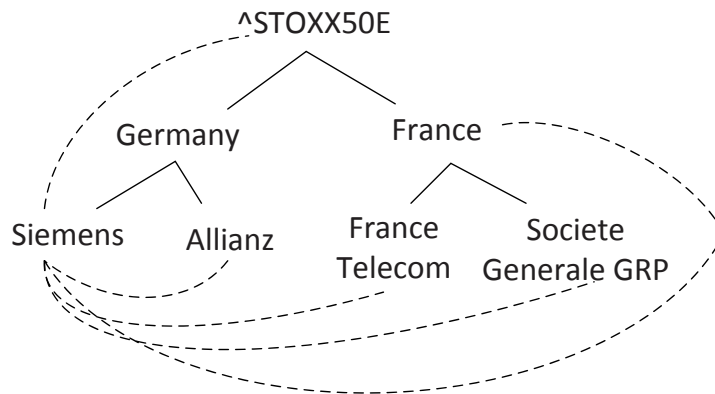 ^STOXX50E
Germany
France
Siemens
Allianz
France
Telecom
Societe
Generale GRP